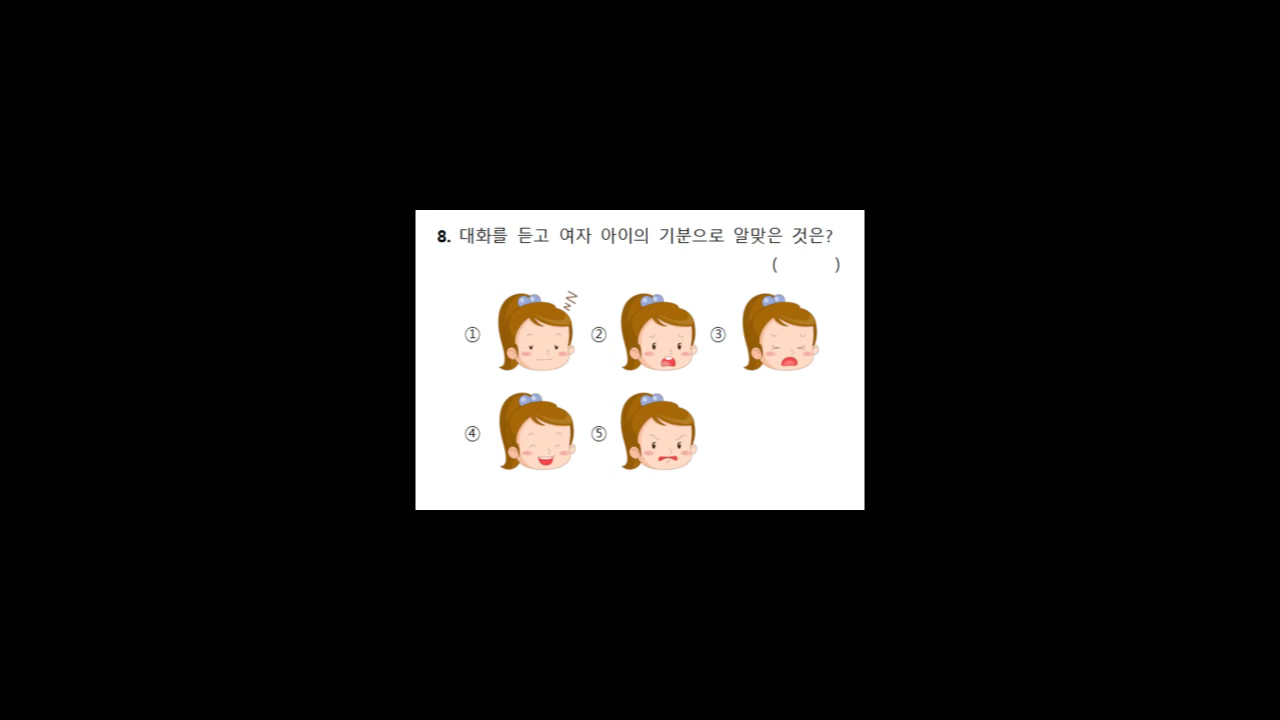 8. 대화를 듣고 여자 아이의 기분으로 알맞은 것은?
( )
① ② ③
④ ⑤